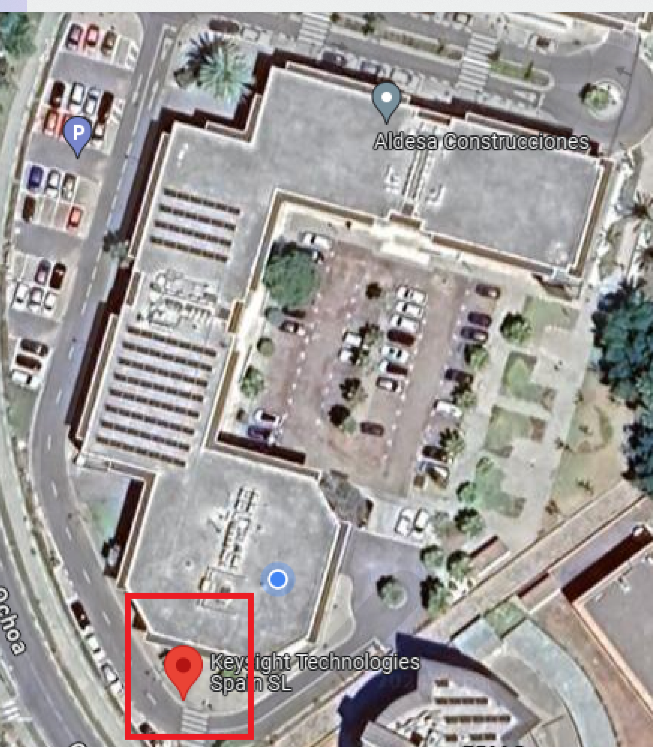 P
Aldesa Construcciones
Ochoa
Keysight Technologies
Spain SL